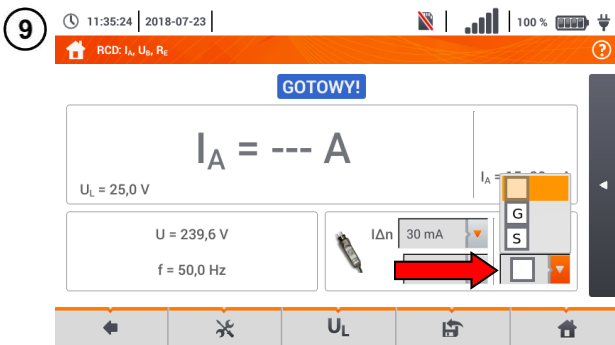 9
11:35:24 2018-07-23 100 %
RCD: IA, UB, RE ?
GOTOWY!
IA = --- A
UL = 25,0 V
IA =
G
S
U = 239,6 V
f = 50,0 Hz
IΔn 30 mA
UL